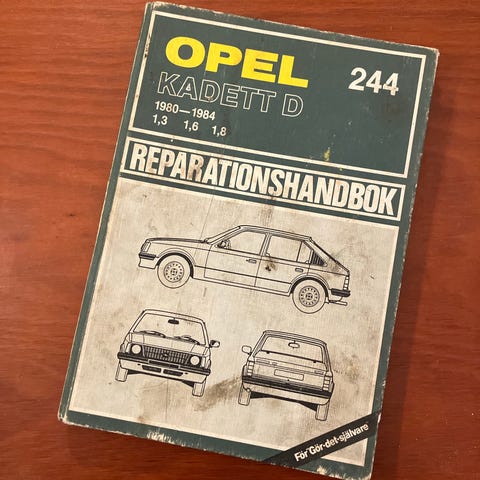 OPEL
244
KADETT D
1980—1984
1,3 1,6 1,8
REPARATIONSHANDBOK
För "Gör-det-självare"